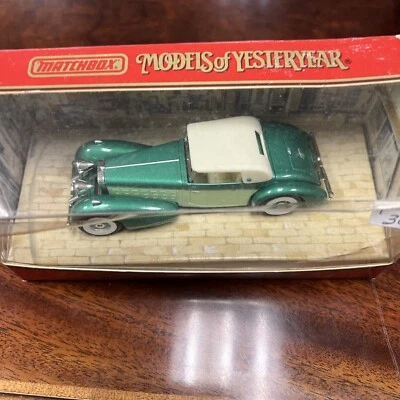 MATCHBOX
MODELS of YESTERYEAR